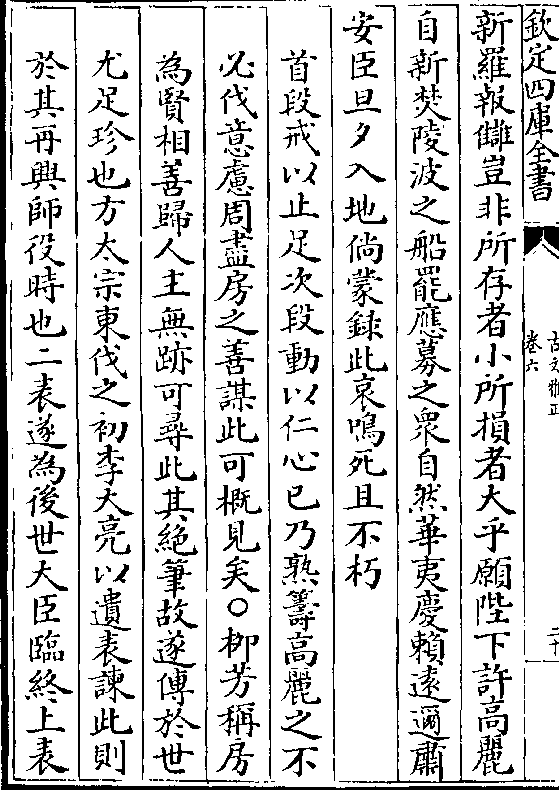 欽定四庫全書
古文雅正
卷六
二十
新羅報讎豈非所存者小所損者大乎願陛下許高麗
自新焚陵波之船罷應募之衆自然華夷慶賴遠邇肅
安臣旦夕入地倘蒙錄此哀鳴死且不朽
首段戒以止足次段動以仁心已乃熟籌高麗之不
必伐意慮周盡房之善謀此可概見矣○柳芳稱房
為賢相善歸人主無跡可尋此其絶筆故遂傳於世
尤足珍也方太宗東伐之初李大亮以遺表諫此則
於其再興師役時也二表遂為後世大臣臨終上表